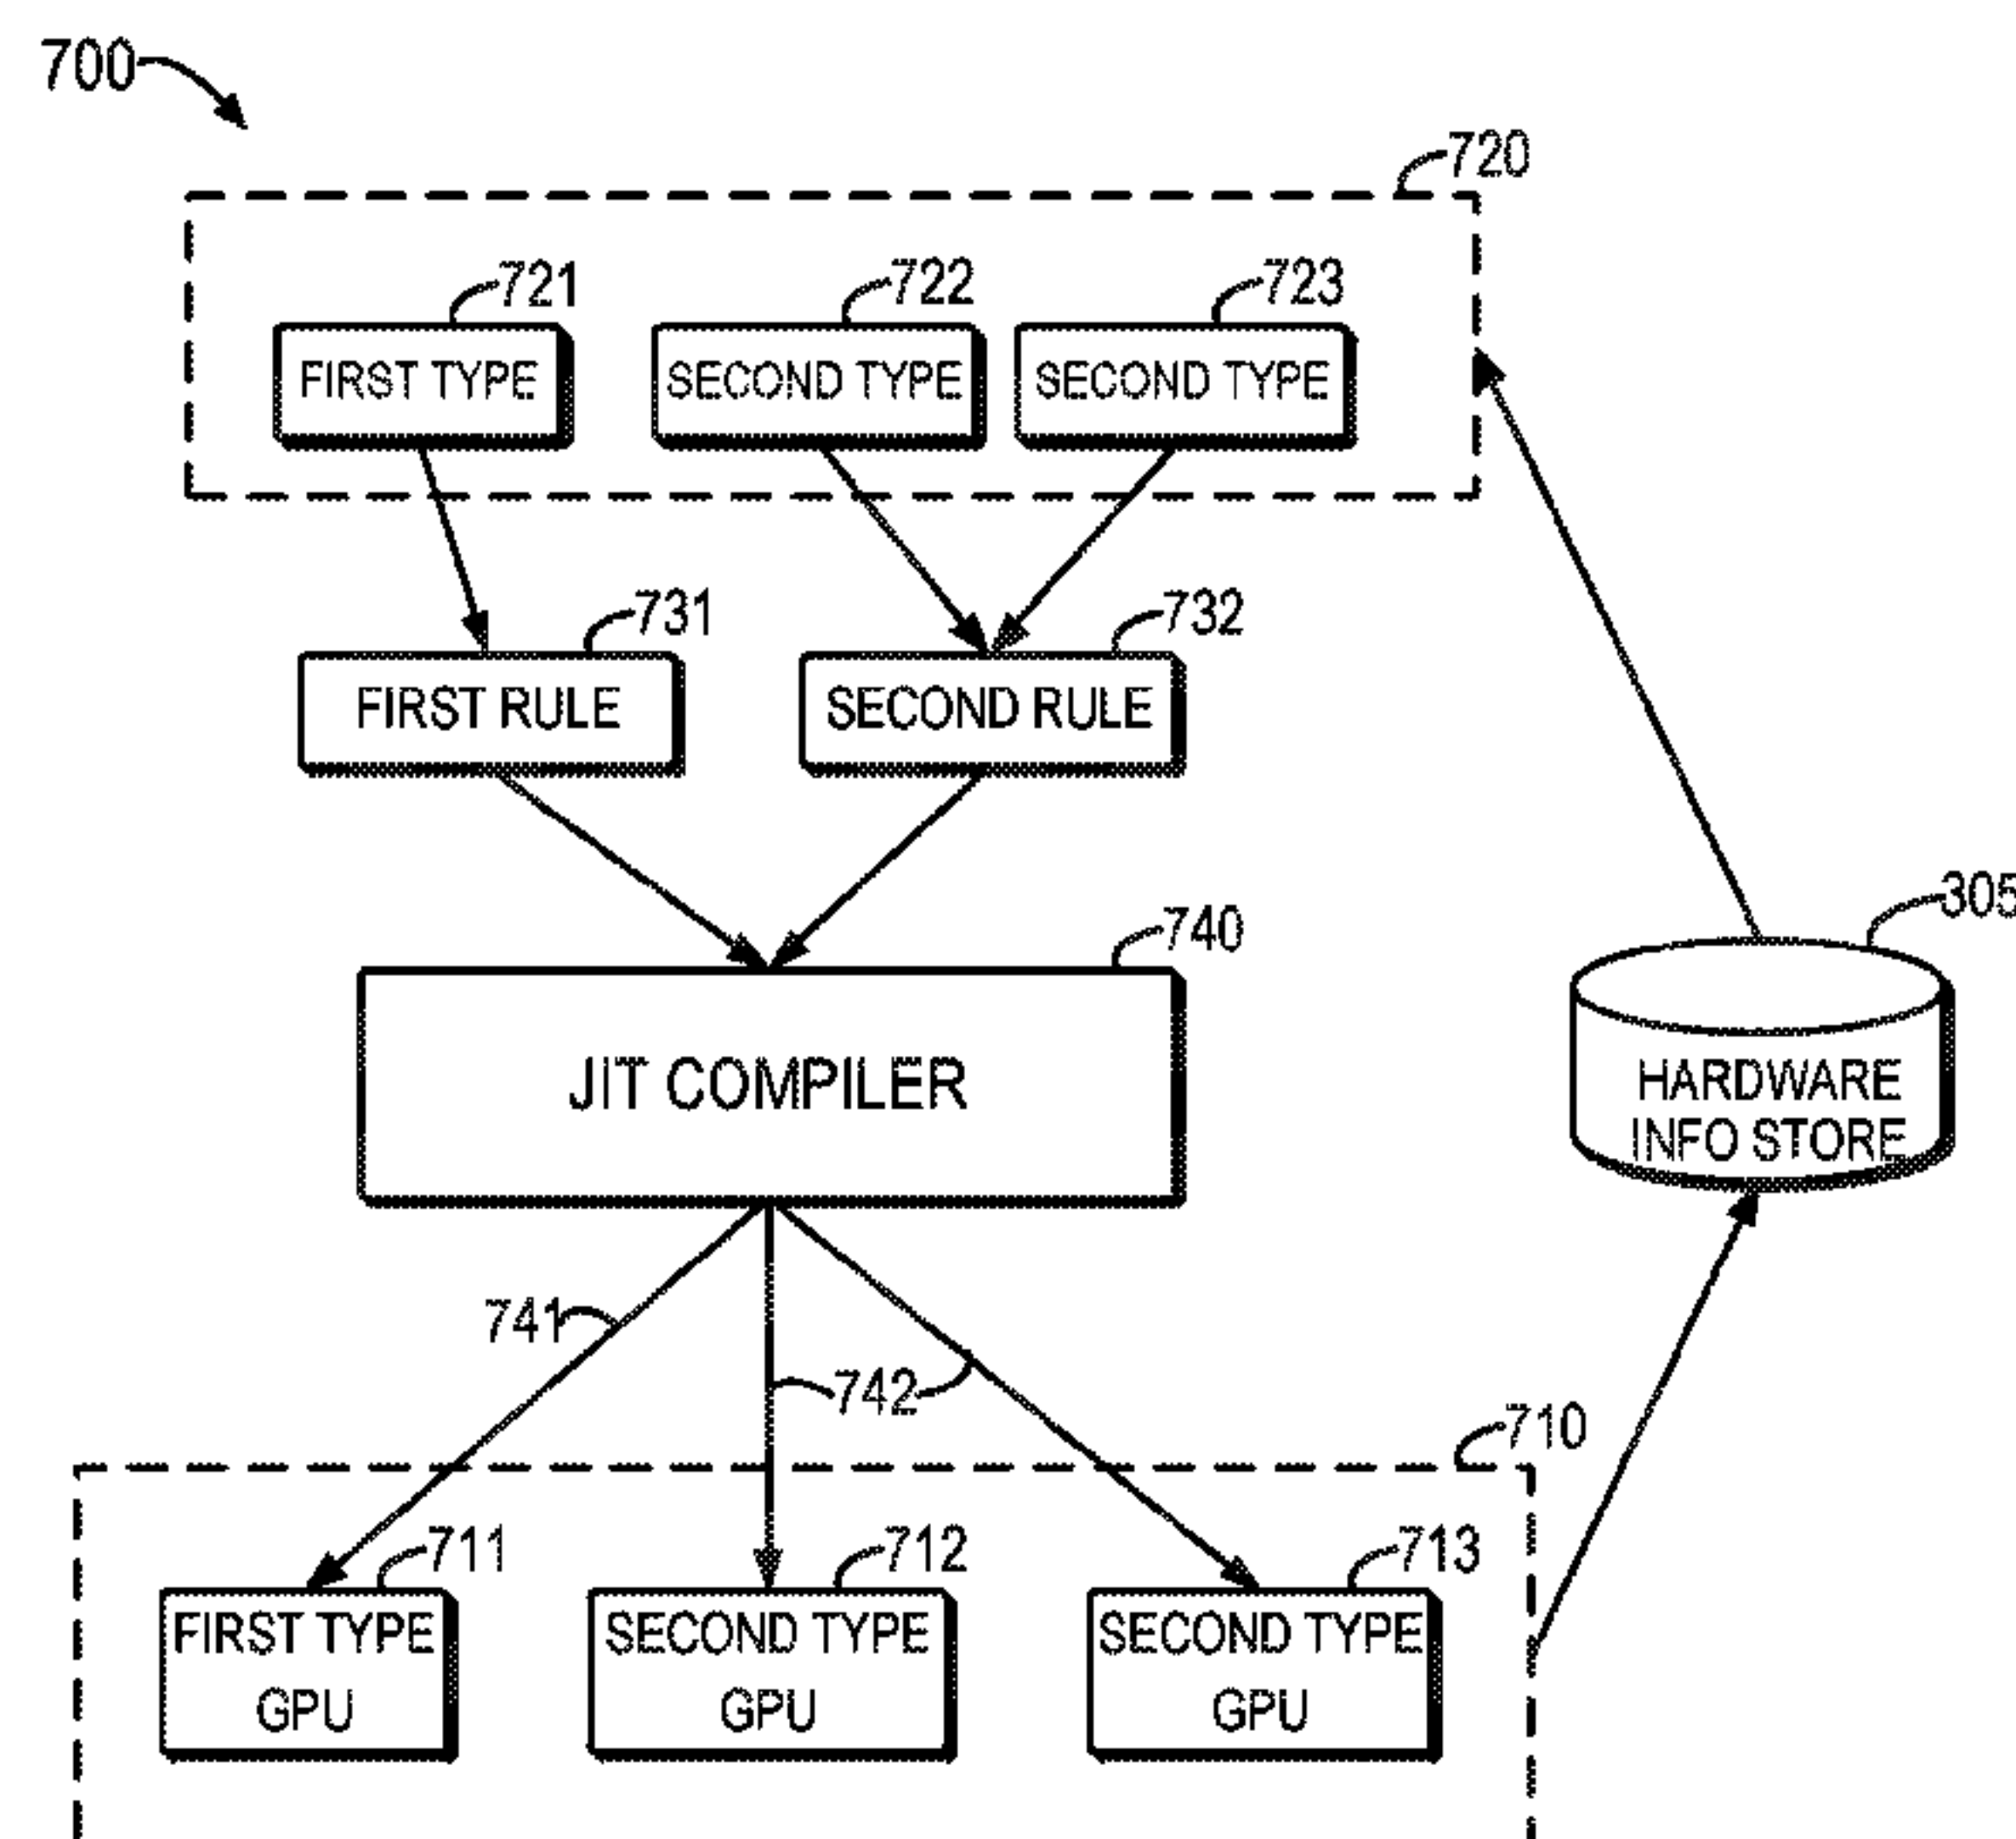 700
720
721
722
723
FIRST TYPE
SECOND TYPE
SECOND TYPE
731
732
FIRST RULE
SECOND RULE
740
305
JIT COMPILER
HARDWARE
INFO STORE
741
742
710
711
712
713
FIRST TYPE
GPU
SECOND TYPE
GPU
SECOND TYPE
GPU